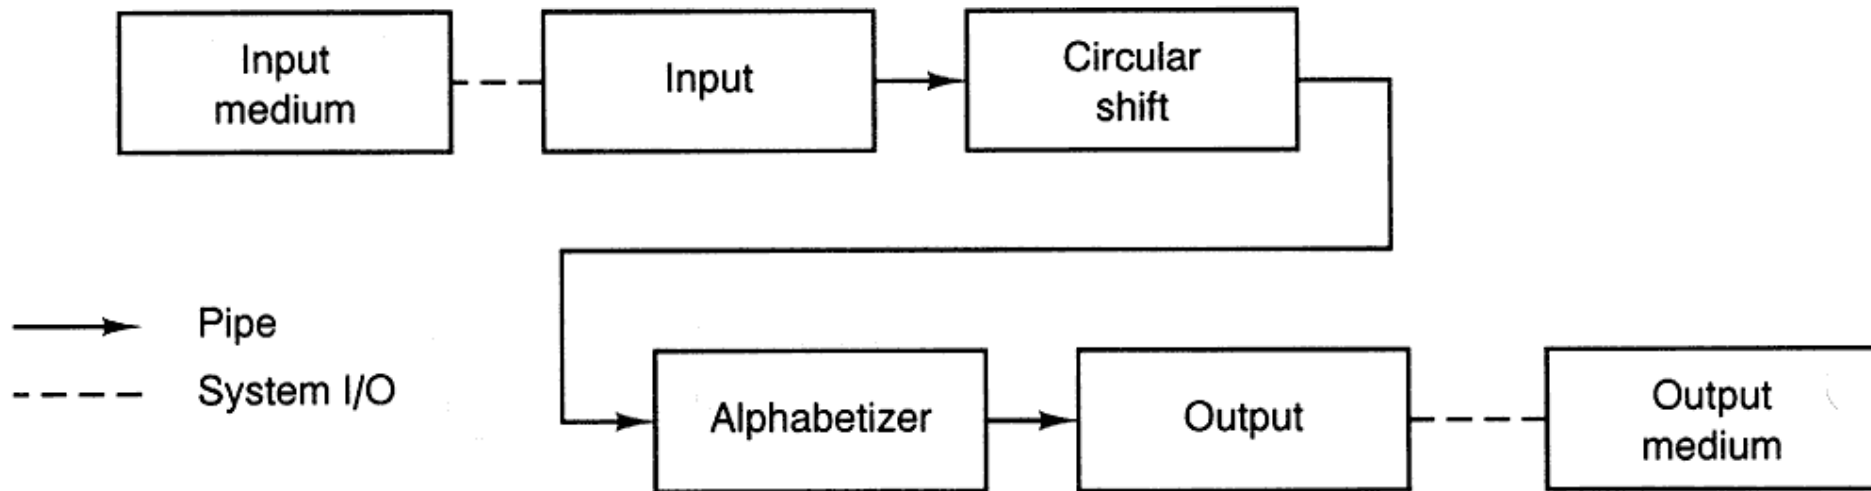 Input
medium
Input
Circular
shift
Pipe
System I/O
Alphabetizer
Output
Output
medium